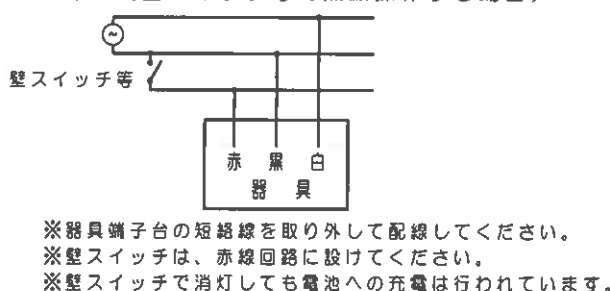 壁スイッチ等
赤 黒 白
器 具
※器具端子台の短絡線を取り外して配線してください。
※壁スイッチは、赤線回路に設けてください。
※壁スイッチで消灯しても電池への充電は行われています。